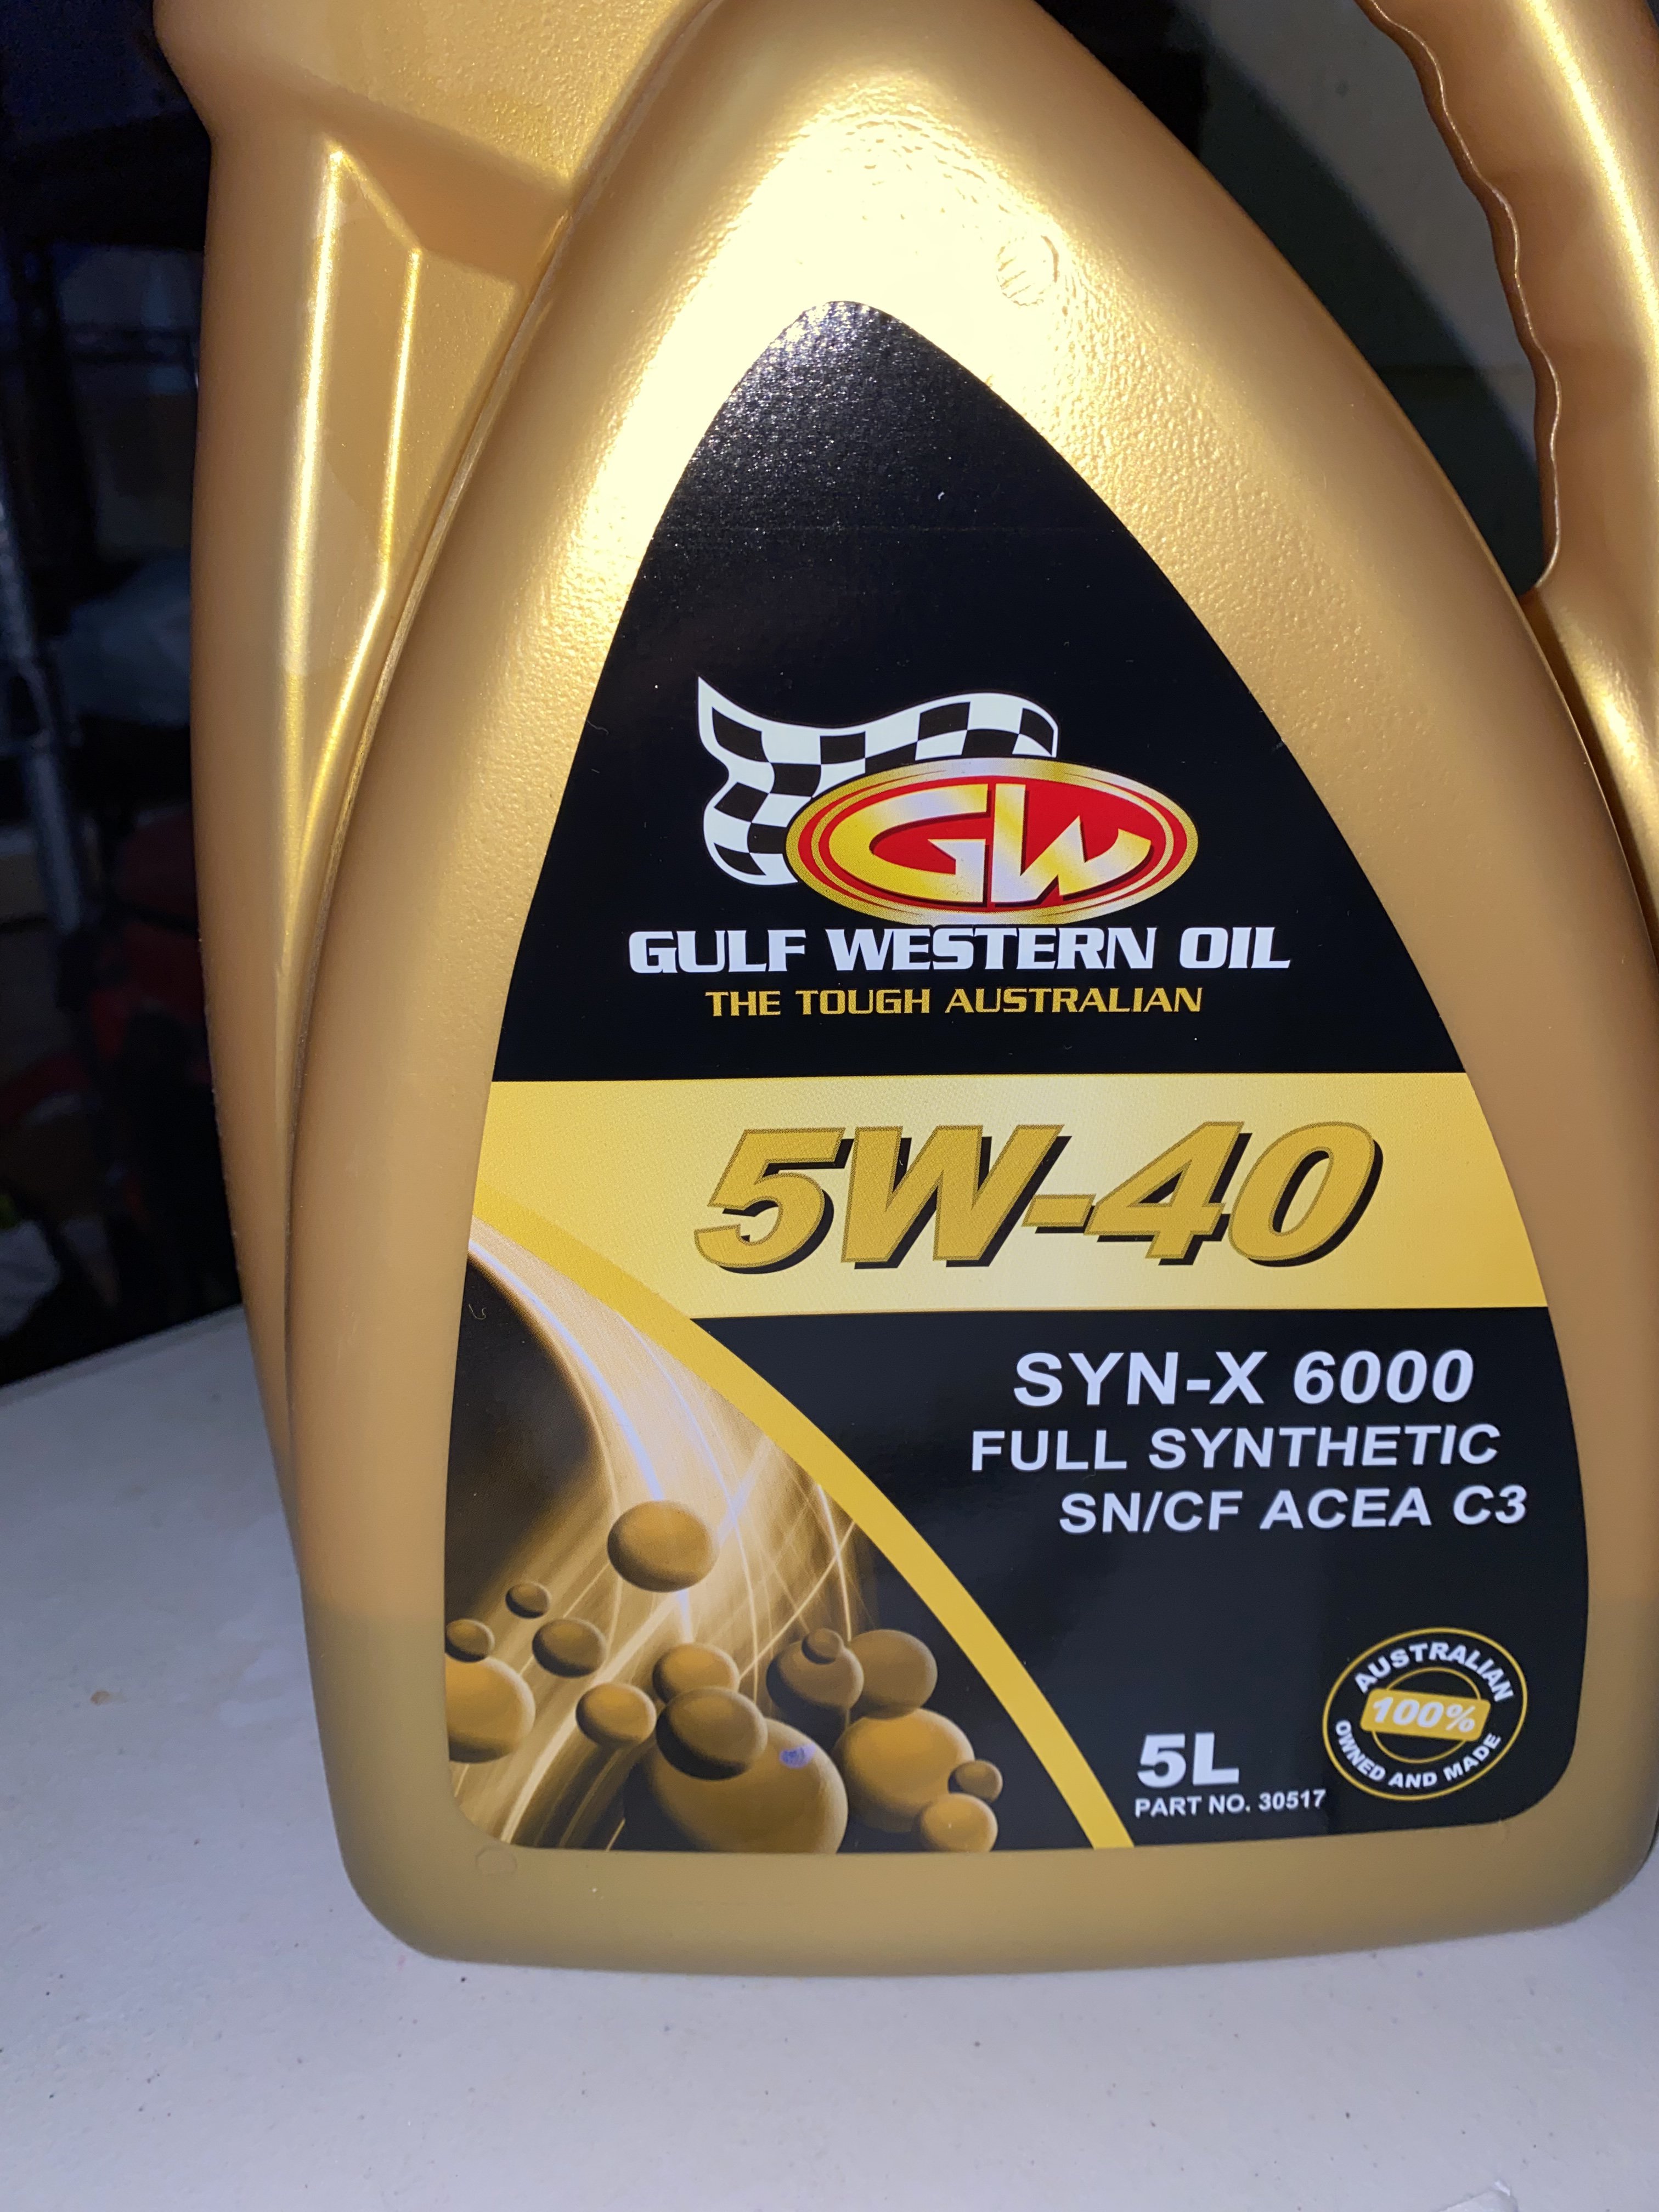 GW
GULF WESTERN OIL
THE TOUGH AUSTRALIAN
5W-40
SYN-X 6000
FULL SYNTHETIC
SN/CF ACEA C3
AUSTRALIAN
100%
OWNED AND MADE
5L
PART NO. 30517